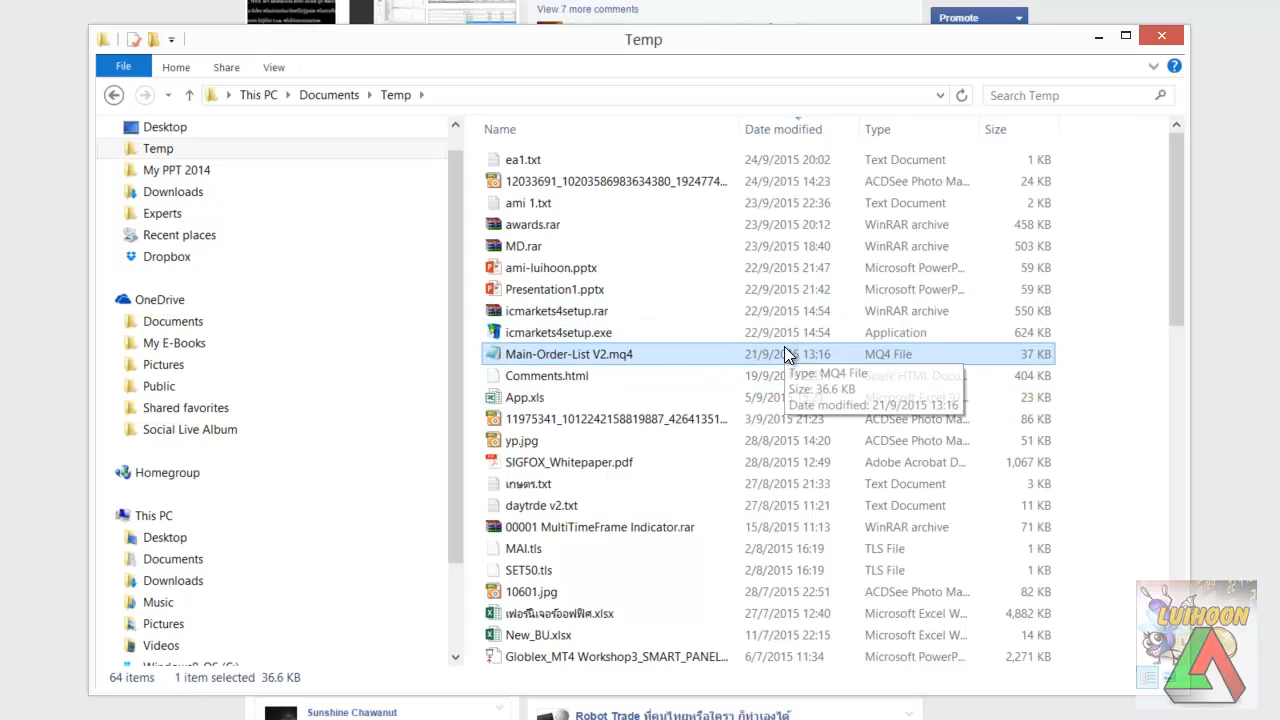 View 7 more comments
Promote
Temp
File Home Share View
This PC Documents Temp
Search Temp
Name Date modified Type Size
Desktop
Temp
My PPT 2014
Downloads
Experts
Recent places
Dropbox
OneDrive
Documents
My E-Books
Pictures
Public
Shared favorites
Social Live Album
Homegroup
This PC
Desktop
Documents
Downloads
Music
Pictures
Videos
ea1.txt 24/9/2015 20:02 Text Document 1 KB
12033691_10203586983634380_1924774... 24/9/2015 14:23 ACDSee Photo Ma... 24 KB
ami 1.txt 23/9/2015 22:36 Text Document 2 KB
awards.rar 23/9/2015 20:12 WinRAR archive 458 KB
MD.rar 23/9/2015 18:40 WinRAR archive 503 KB
ami-luihoon.pptx 22/9/2015 21:47 Microsoft PowerP... 59 KB
Presentation1.pptx 22/9/2015 21:42 Microsoft PowerP... 59 KB
icmarkets4setup.rar 22/9/2015 14:54 WinRAR archive 550 KB
icmarkets4setup.exe 22/9/2015 14:54 Application 624 KB
Main-Order-List V2.mq4 21/9/2015 13:16 MQ4 File 37 KB
Type: MQ4 File
Size: 36.6 KB
Date modified: 21/9/2015 13:16
Comments.html 19/9 404 KB
App.xls 5/9/201 23 KB
11975341_1012242158819887_42641351... 3/9/2015 21:23 ACDSee Photo Ma... 86 KB
yp.jpg 28/8/2015 14:20 ACDSee Photo Ma... 51 KB
SIGFOX_Whitepaper.pdf 28/8/2015 12:49 Adobe Acrobat D... 1,067 KB
เกษตร.txt 27/8/2015 21:33 Text Document 3 KB
daytrde v2.txt 27/8/2015 11:21 Text Document 11 KB
00001 MultiTimeFrame Indicator.rar 15/8/2015 11:13 WinRAR archive 71 KB
MAI.tls 2/8/2015 16:19 TLS File 1 KB
SET50.tls 2/8/2015 16:19 TLS File 1 KB
10601.jpg 28/7/2015 22:51 ACDSee Photo Ma... 82 KB
เฟอร์นิเจอร์ออฟฟิศ.xlsx 27/7/2015 12:40 Microsoft Excel W... 4,882 KB
New_BU.xlsx 11/7/2015 22:15 Microsoft Excel W... 14 KB
Globlex_MT4 Workshop3_SMART_PANEL... 6/7/2015 11:34 Microsoft PowerP... 2,271 KB
64 items 1 item selected 36.6 KB
LUIHOON
Sunshine Chawanut
Robot Trade ที่คนไทยหรือใครา ก็ทำเองได้